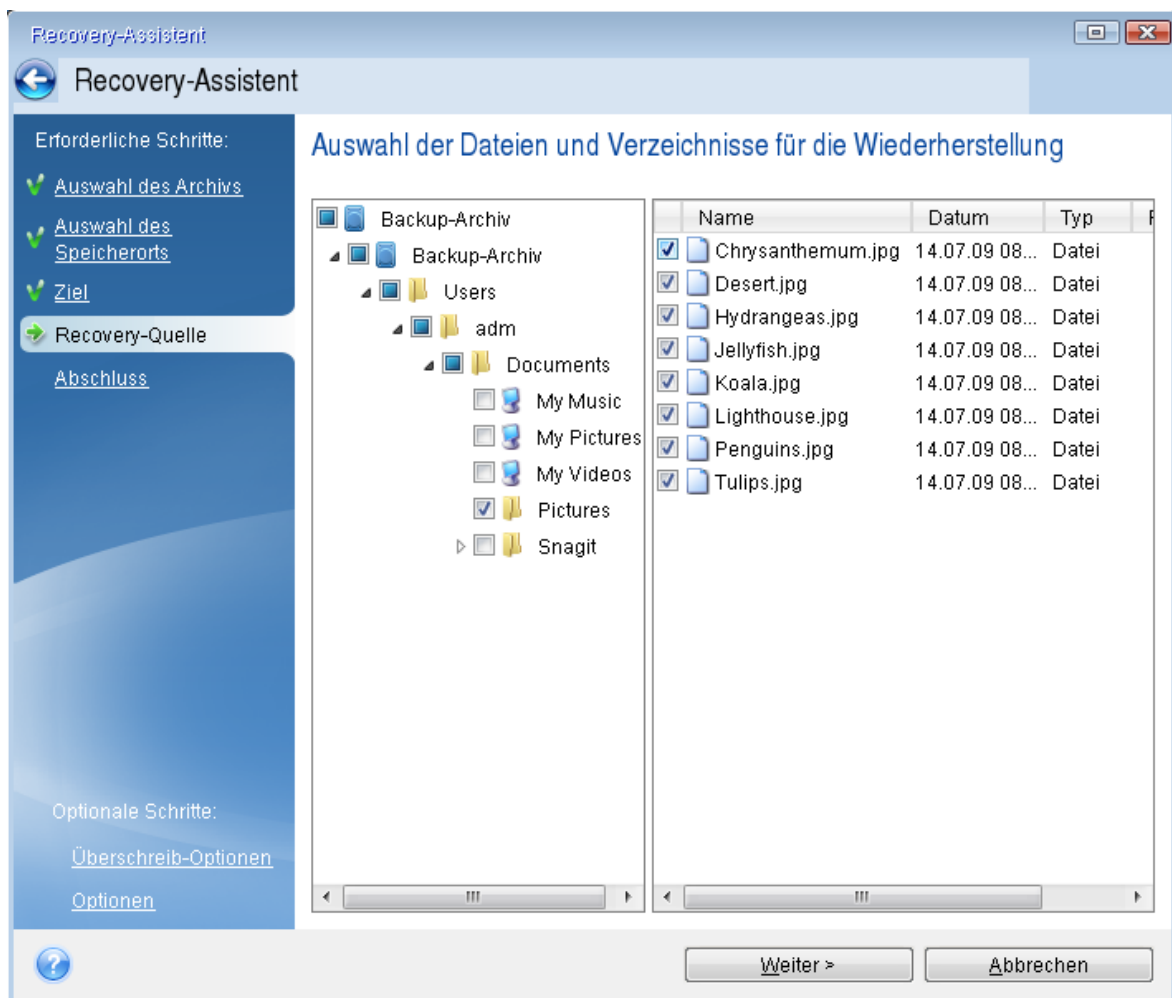 Recovery-Assistent
Recovery-Assistent
Erforderliche Schritte:
Auswahl des Archivs
Auswahl des
Speicherorts
Ziel
Recovery-Quelle
Abschluss
Optionale Schritte:
Überschreib-Optionen
Optionen
Auswahl der Dateien und Verzeichnisse für die Wiederherstellung
Backup-Archiv
Backup-Archiv
Users
adm
Documents
My Music
My Pictures
My Videos
Pictures
Snagit
Name Datum Typ
Chrysanthemum.jpg 14.07.09 08... Datei
Desert.jpg 14.07.09 08... Datei
Hydrangeas.jpg 14.07.09 08... Datei
Jellyfish.jpg 14.07.09 08... Datei
Koala.jpg 14.07.09 08... Datei
Lighthouse.jpg 14.07.09 08... Datei
Penguins.jpg 14.07.09 08... Datei
Tulips.jpg 14.07.09 08... Datei
Weiter >
Abbrechen